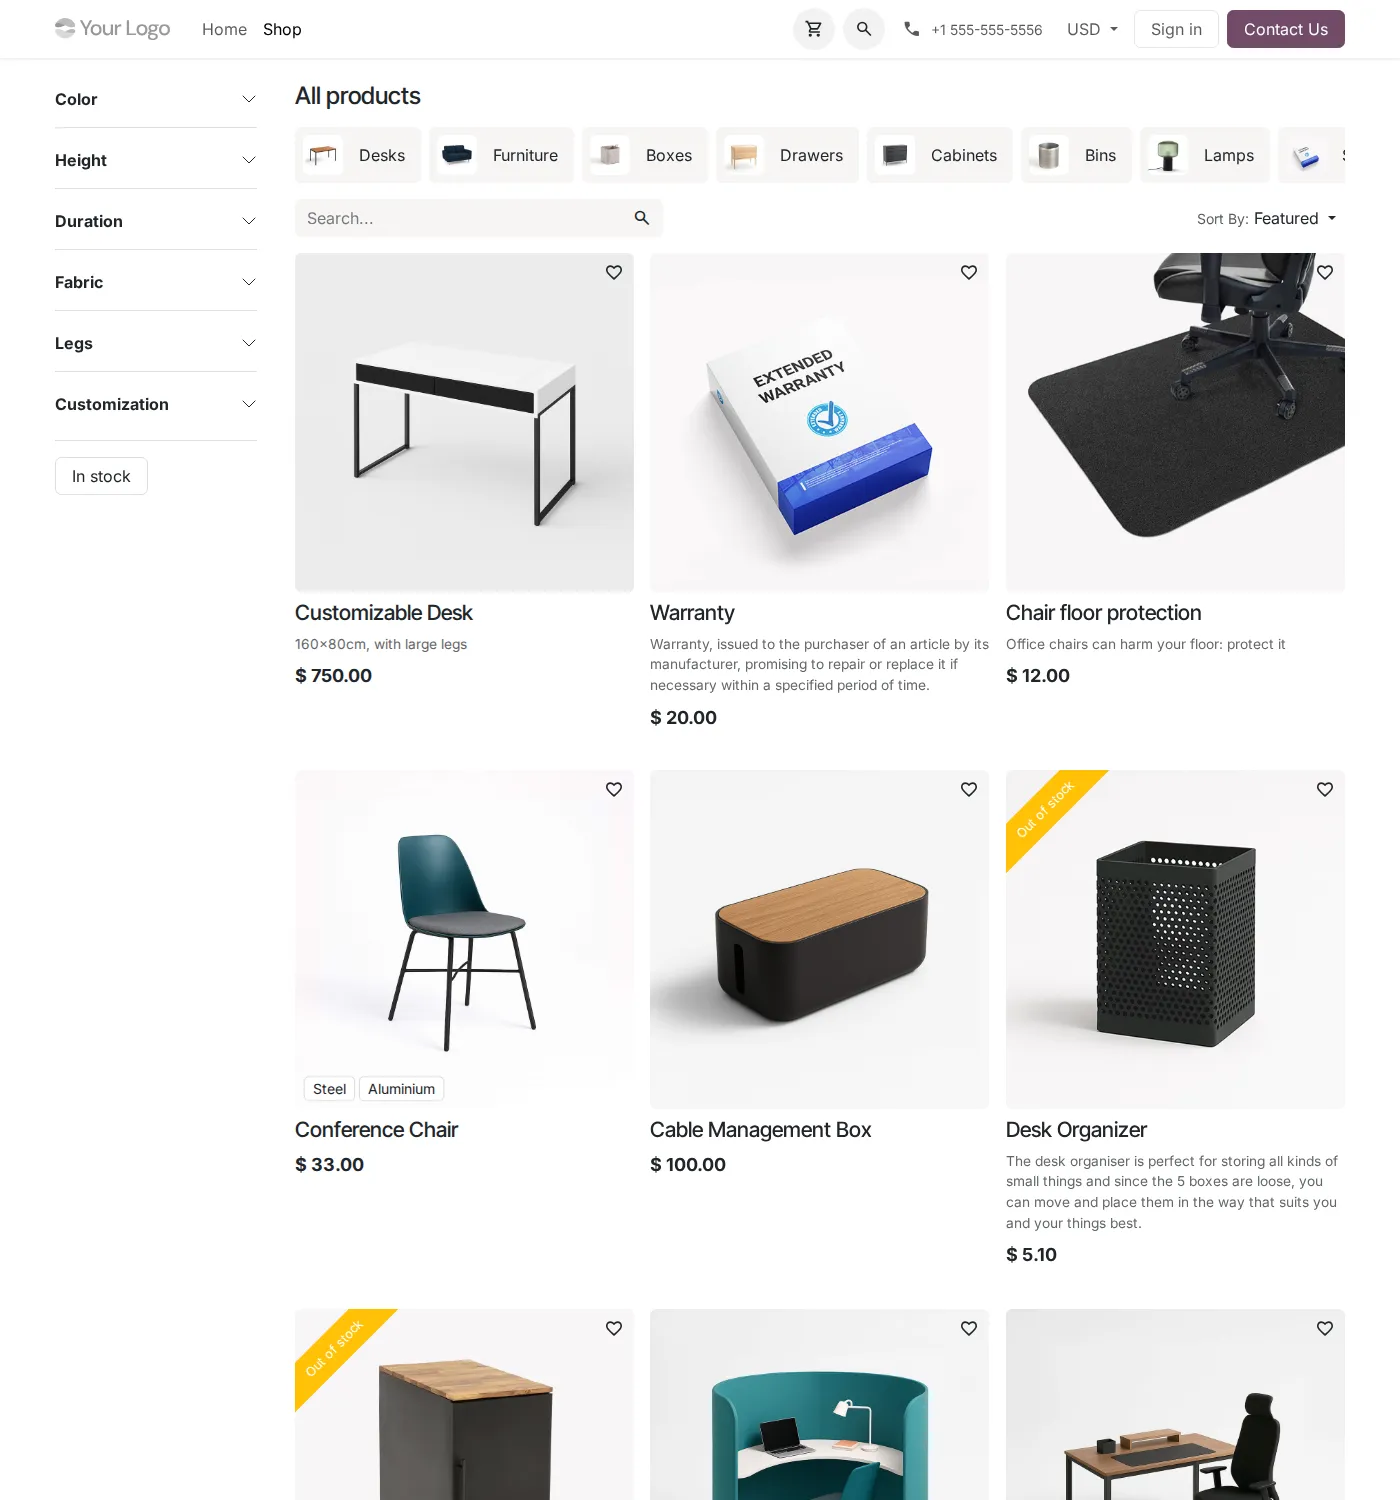 Your Logo
Home
Shop
+1 555-555-5556
USD
Sign in
Contact Us
Color
Height
Duration
Fabric
Legs
Customization
In stock
All products
Desks
Furniture
Boxes
Drawers
Cabinets
Bins
Lamps
Search...
Sort By: Featured
EXTENDED
WARRANTY
Customizable Desk
160x80cm, with large legs
$ 750.00
Warranty
Warranty, issued to the purchaser of an article by its
manufacturer, promising to repair or replace it if
necessary within a specified period of time.
$ 20.00
Chair floor protection
Office chairs can harm your floor: protect it
$ 12.00
Steel
Aluminium
Conference Chair
$ 33.00
Cable Management Box
$ 100.00
Out of stock
Desk Organizer
The desk organiser is perfect for storing all kinds of
small things and since the 5 boxes are loose, you
can move and place them in the way that suits you
and your things best.
$ 5.10
Out of stock